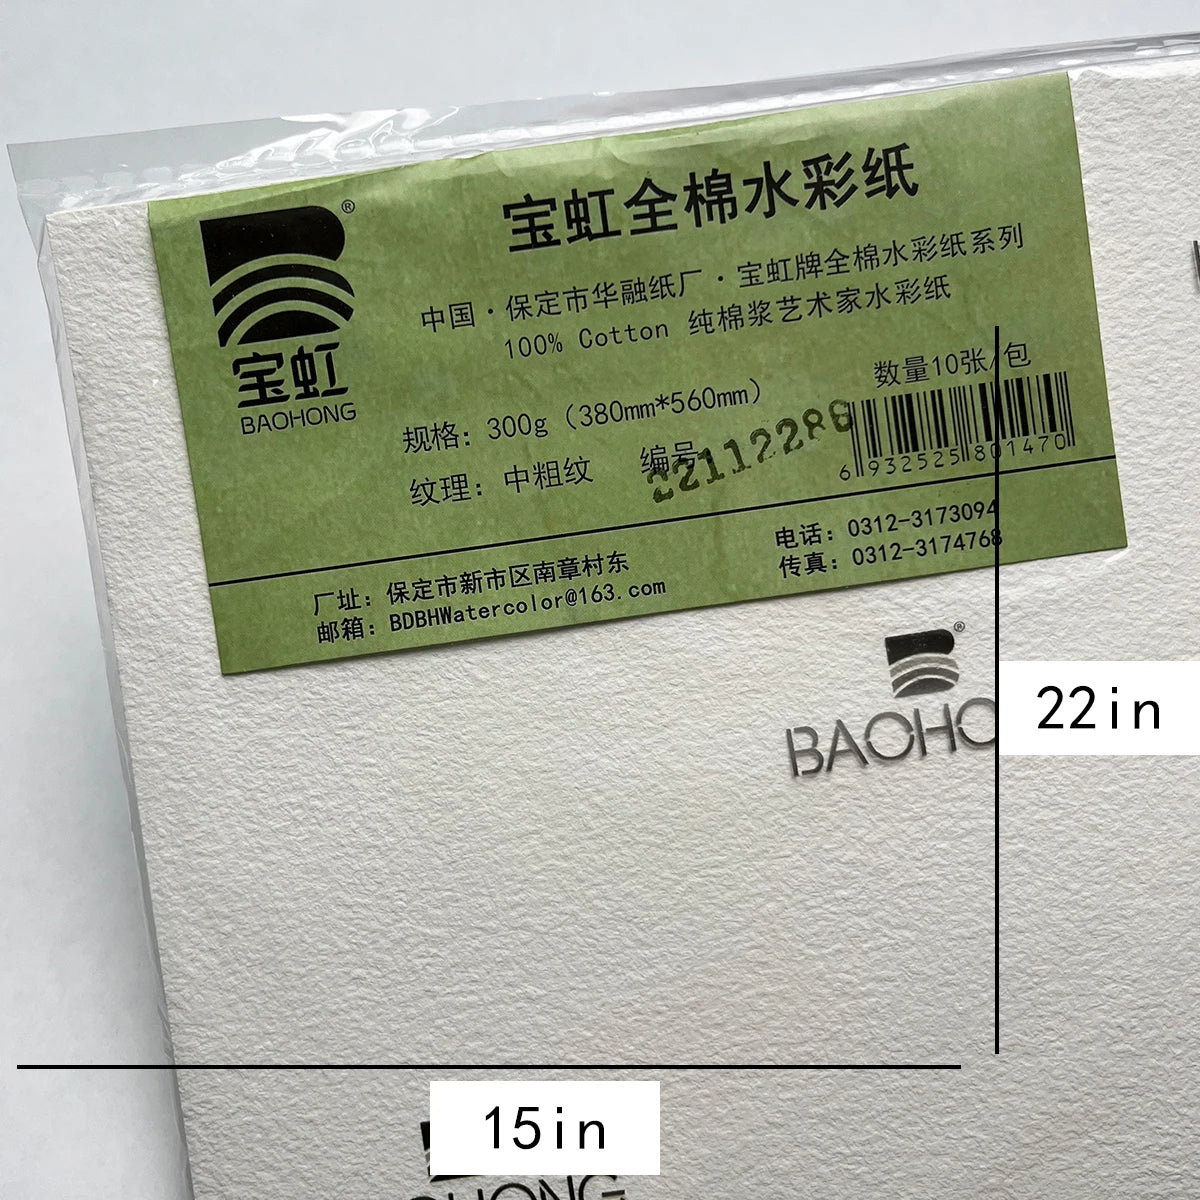 宝虹全棉水彩纸
®
宝虹
BAOHONG
中国·保定市华融纸厂·宝虹牌全棉水彩纸系列
100% Cotton 纯棉浆艺术家水彩纸
数量10张/包
规格：300g（380mm*560mm）
纹理：中粗纹 编号
22112286
6 932525 801470
电话：0312-3173094
传真：0312-3174768
厂址：保定市新市区南章村东
邮箱：BDBHWatercolor@163.com
®
BAOHO
22in
15in
OHONG